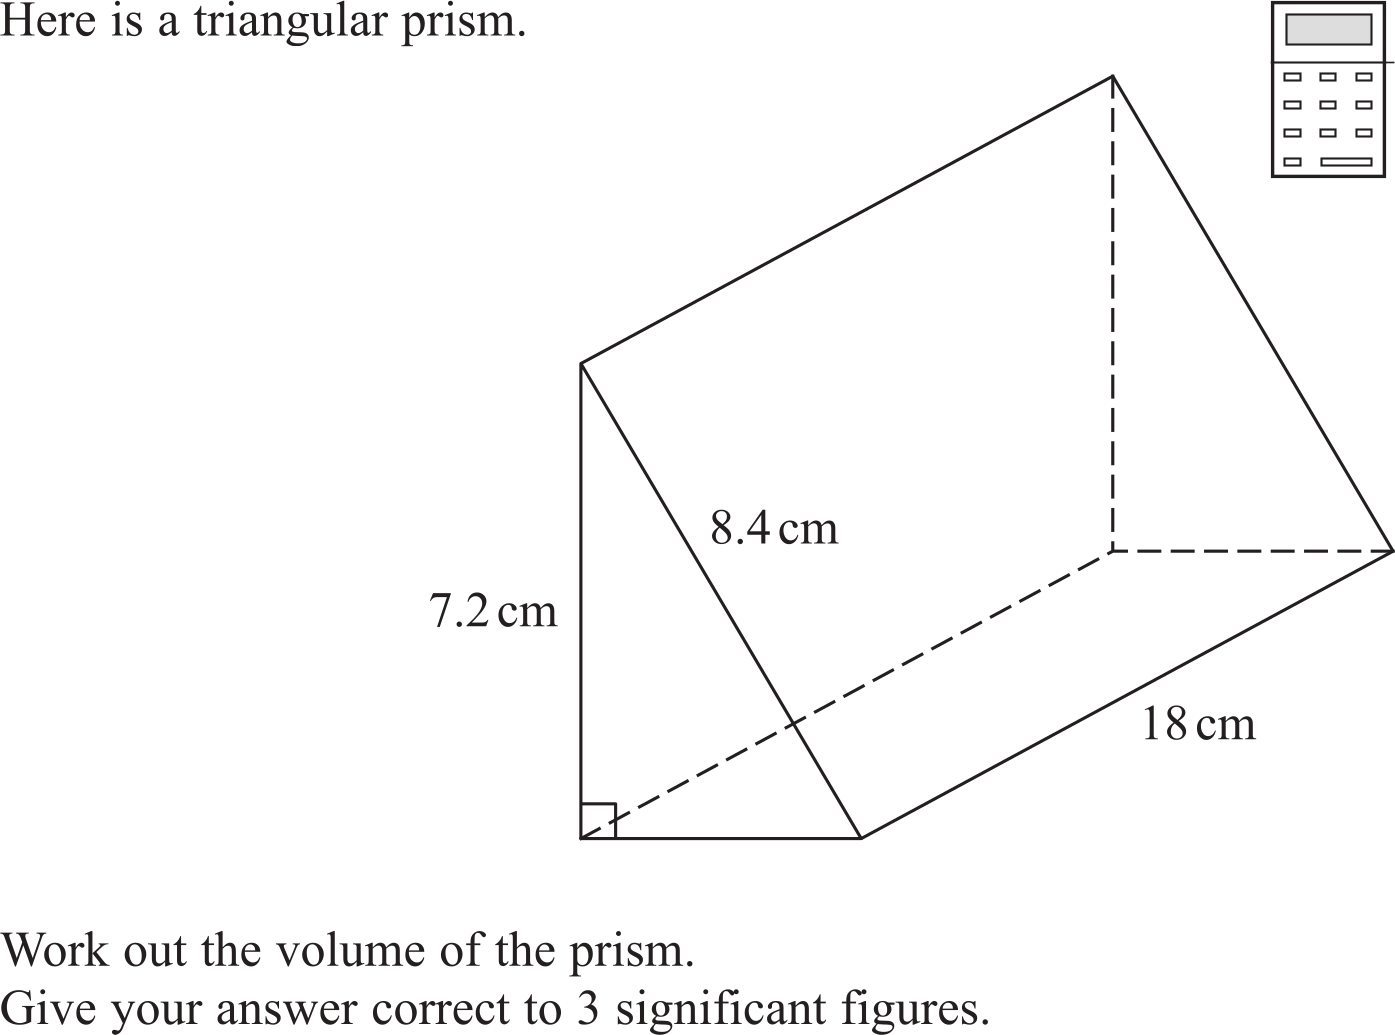 Here is a triangular prism.
8.4 cm
7.2 cm
18 cm
Work out the volume of the prism.
Give your answer correct to 3 significant figures.